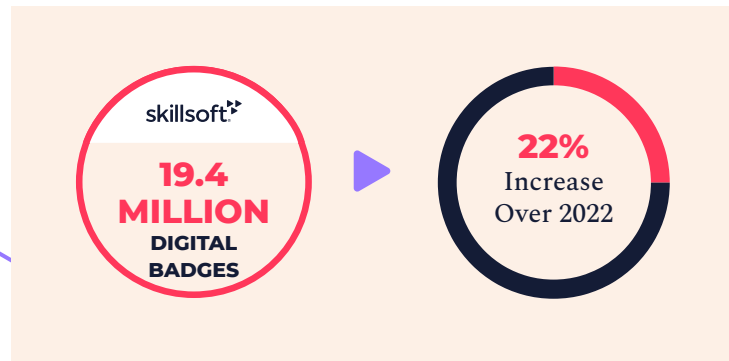 skillsoft
19.4
MILLION
DIGITAL
BADGES
22%
Increase
Over 2022